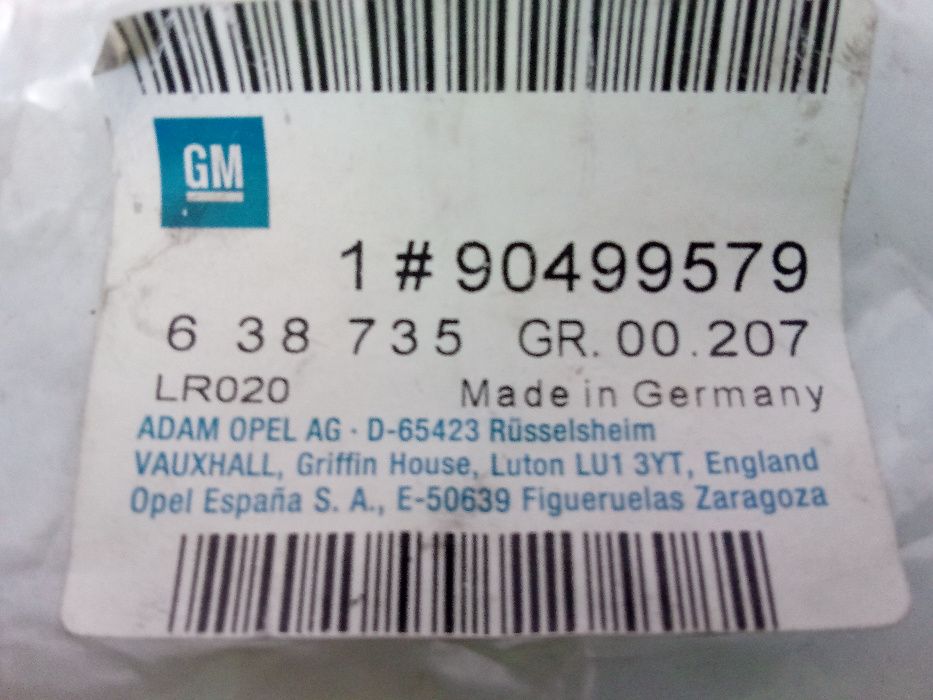 GM
1 # 90499579
6 38 735 GR. 00.207
LR020 Made in Germany
ADAM OPEL AG · D-65423 Rüsselsheim
VAUXHALL, Griffin House, Luton LU1 3YT, England
Opel España S. A., E-50639 Figueruelas Zaragoza